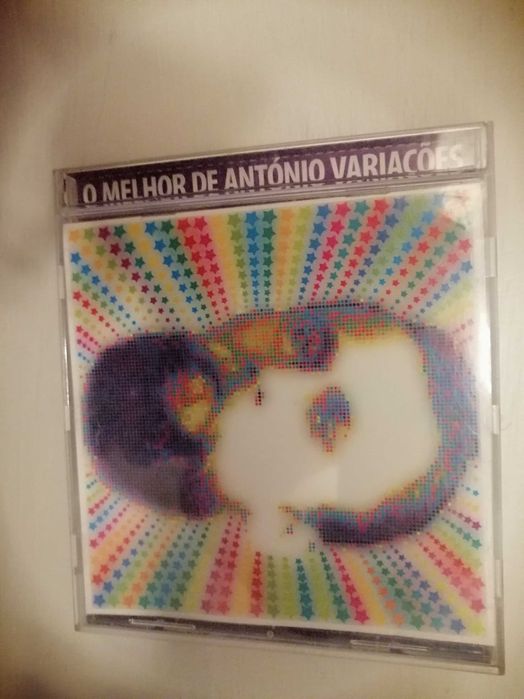 O MELHOR DE ANTÓNIO VARIAÇÕES